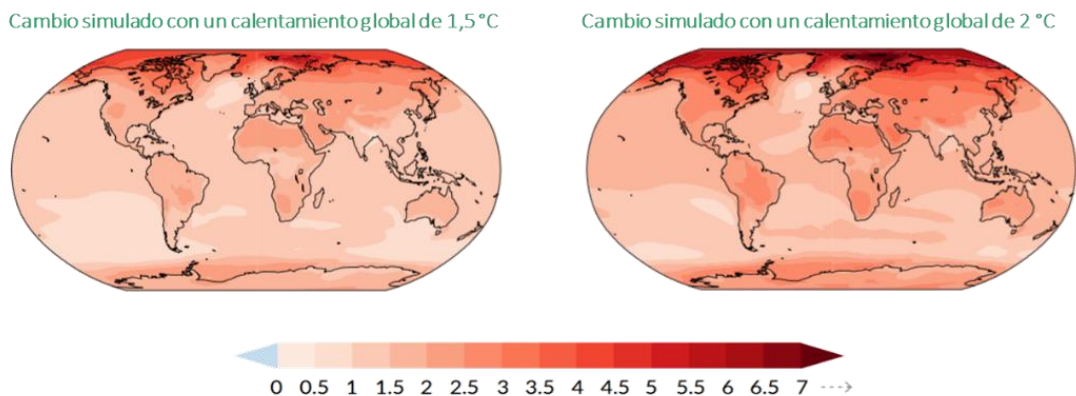 Cambio simulado con un calentamiento global de 1,5 °C
Cambio simulado con un calentamiento global de 2 °C
0 0.5 1 1.5 2 2.5 3 3.5 4 4.5 5 5.5 6 6.5 7